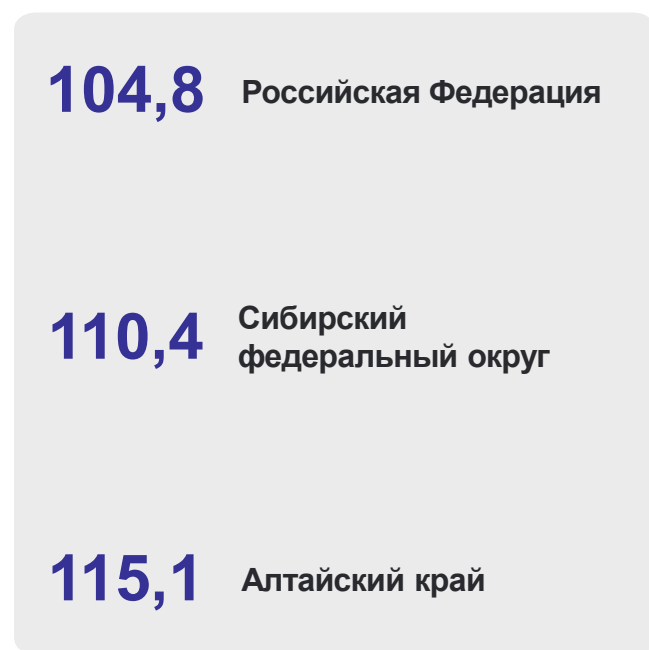 104,8 Российская Федерация
110,4 Сибирский
федеральный округ
115,1 Алтайский край